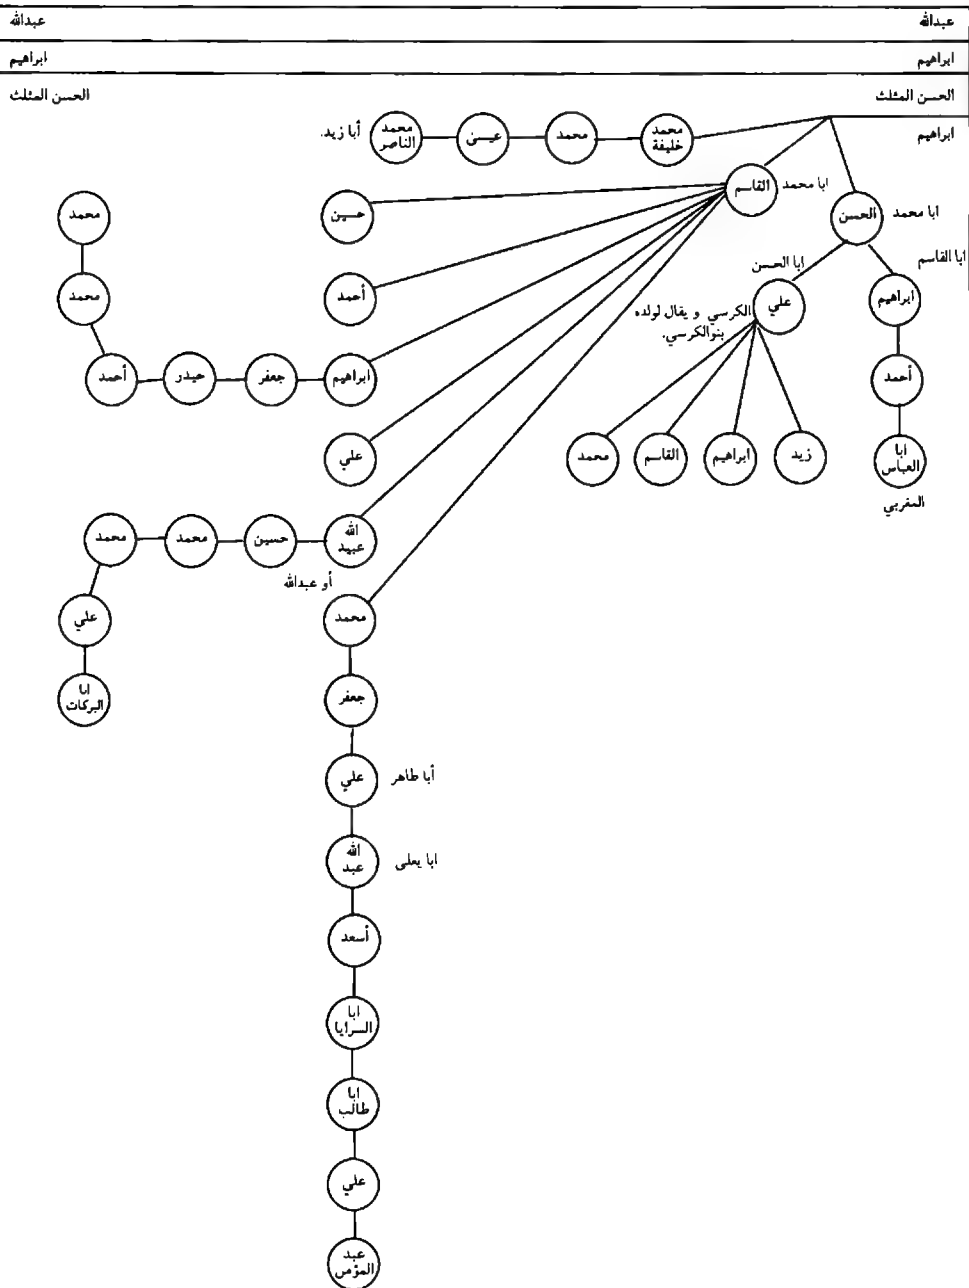 عبدالله
عبدالله
ابراهيم
ابراهيم
الحسن المثلث
الحسن المثلث
ابراهيم
محمد
خليفة
محمد
عيسى
محمد
الناصر
أبا زيد.
ابا محمد
القاسم
ابا محمد
الحسن
حسين
محمد
ابا القاسم
ابا الحسن
ابراهيم
علي
الكرسي و يقال لولده
بنوالكرسي.
أحمد
محمد
أحمد
ابراهيم
جعفر
حيدر
أحمد
ابا
العباس
المغربي
زيد
ابراهيم
القاسم
محمد
علي
الله
عبيد
حسين
محمد
محمد
أو عبدالله
محمد
علي
جعفر
ابا
البركات
علي
أبا طاهر
الله
عبد
ابا يعلى
أسعد
ابا
السرايا
ابا
طالب
علي
عبد
المؤمن